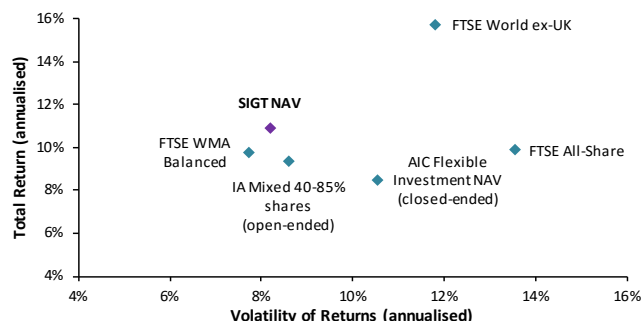 16%
14%
12%
10%
8%
6%
4%
Total Return (annualised)
FTSE World ex-UK
SIGT NAV
FTSE WMA
Balanced
IA Mixed 40-85%
shares
(open-ended)
AIC Flexible
Investment NAV
(closed-ended)
FTSE All-Share
4%
6%
8%
10%
12%
14%
16%
Volatility of Returns (annualised)